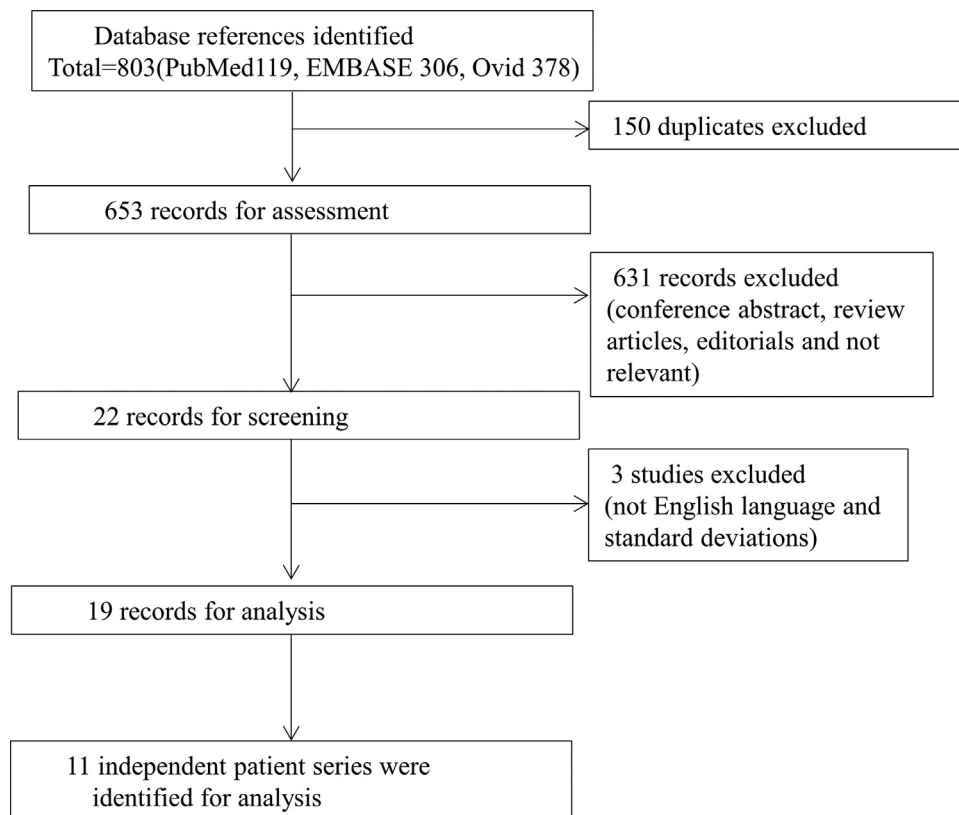 Database references identified
Total=803(PubMed119, EMBASE 306, Ovid 378)
150 duplicates excluded
653 records for assessment
631 records excluded
(conference abstract, review
articles, editorials and not
relevant)
22 records for screening
3 studies excluded
(not English language and
standard deviations)
19 records for analysis
11 independent patient series were
identified for analysis